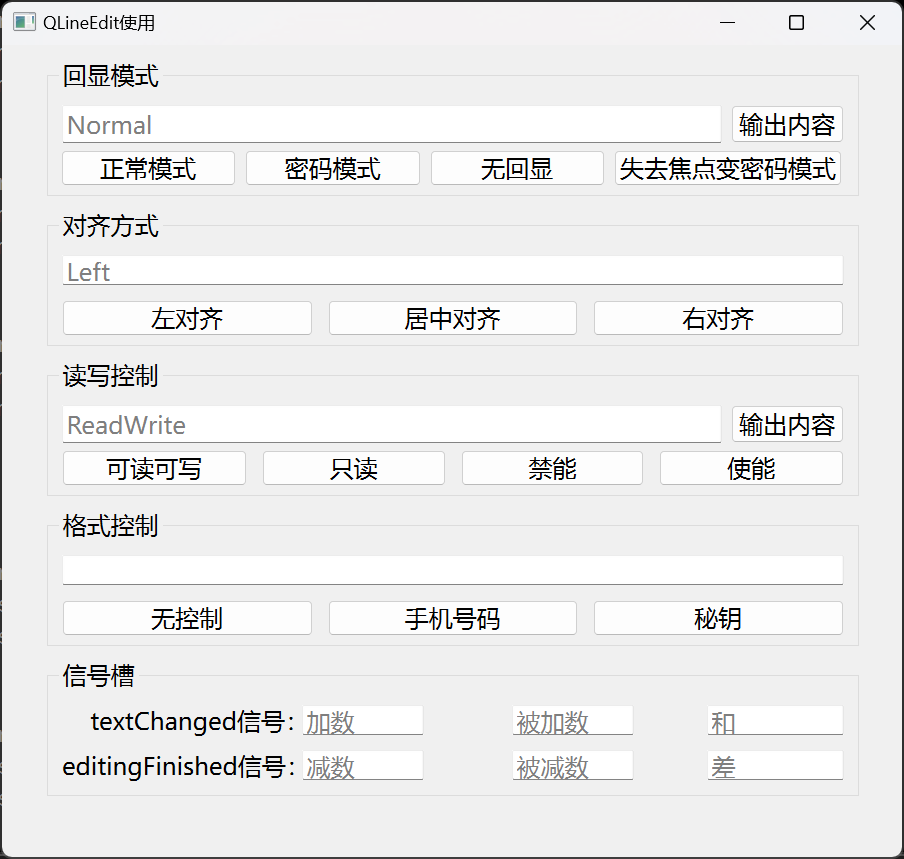 QLineEdit使用
回显模式
Normal 输出内容
正常模式 密码模式 无回显 失去焦点变密码模式
对齐方式
Left
左对齐 居中对齐 右对齐
读写控制
ReadWrite 输出内容
可读可写 只读 禁能 使能
格式控制
无控制 手机号码 秘钥
信号槽
textChanged信号: 加数 被加数 和
editingFinished信号: 减数 被减数 差